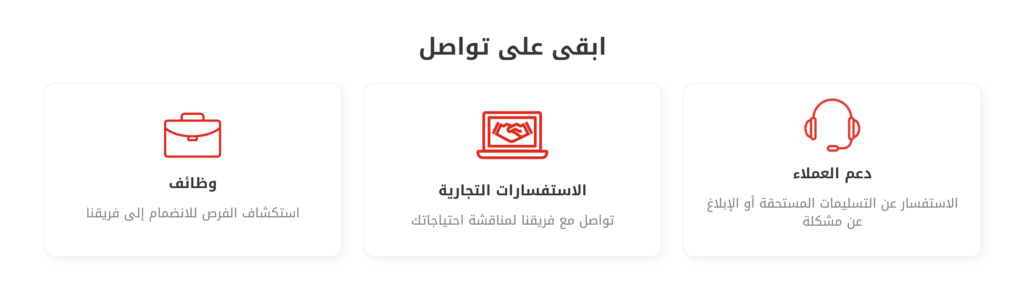 ابقى على تواصل
دعم العملاء
الاستفسار عن التسليمات المستحقة أو الإبلاغ
عن مشكلة
الاستفسارات التجارية
تواصل مع فريقنا لمناقشة احتياجاتك
وظائف
استكشاف الفرص للانضمام إلى فريقنا